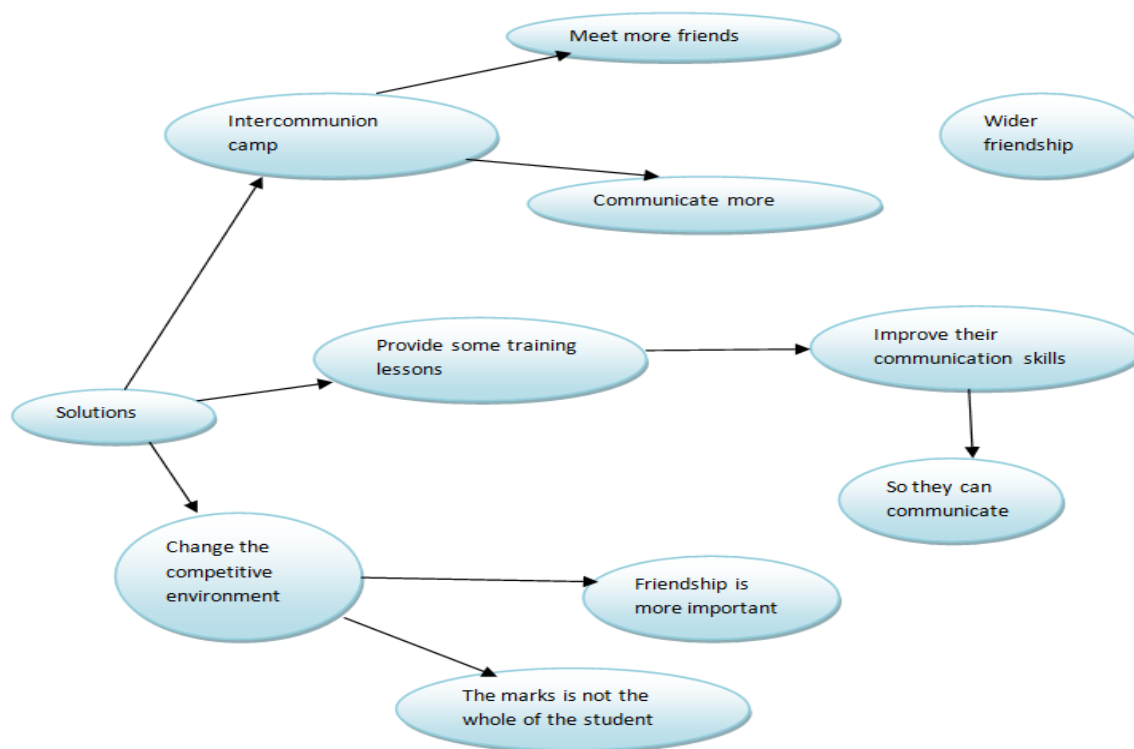 Meet more friends
Intercommunion
camp
Wider
friendship
Communicate more
Provide some training
lessons
Improve their
communication skills
Solutions
So they can
communicate
Change the
competitive
environment
Friendship is
more important
The marks is not the
whole of the student